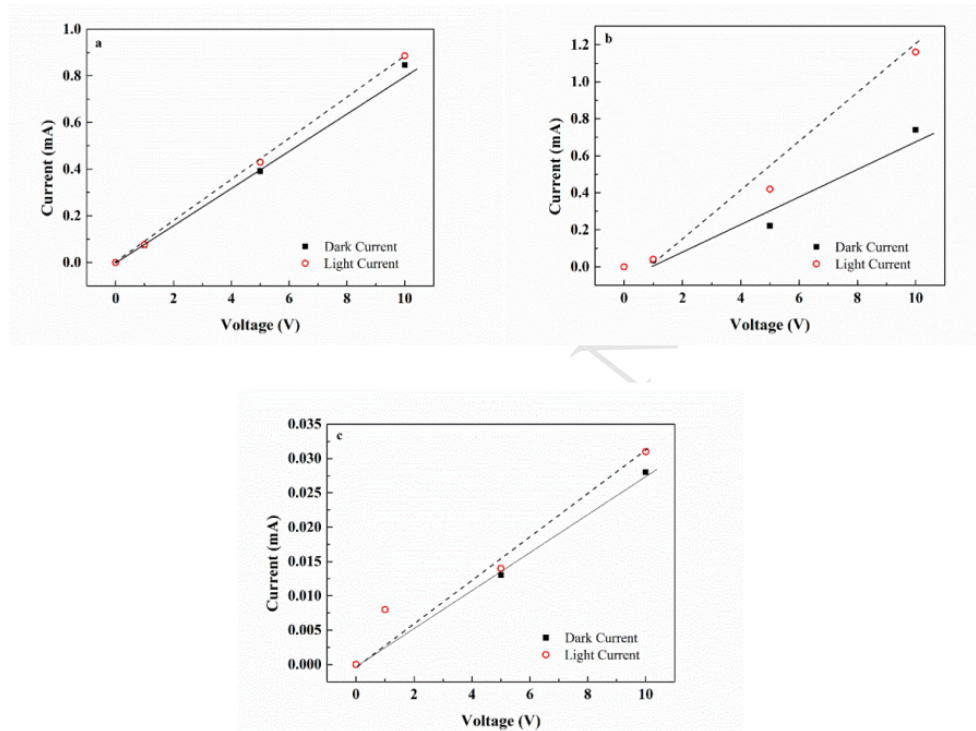 a
1.0
0.8
0.6
0.4
0.2
0.0
Current (mA)
Dark Current
Light Current
0 2 4 6 8 10
Voltage (V)
b
1.2
1.0
0.8
0.6
0.4
0.2
0.0
Current (mA)
Dark Current
Light Current
0 2 4 6 8 10
Voltage (V)
c
0.035
0.030
0.025
0.020
0.015
0.010
0.005
0.000
Current (mA)
Dark Current
Light Current
0 2 4 6 8 10
Voltage (V)